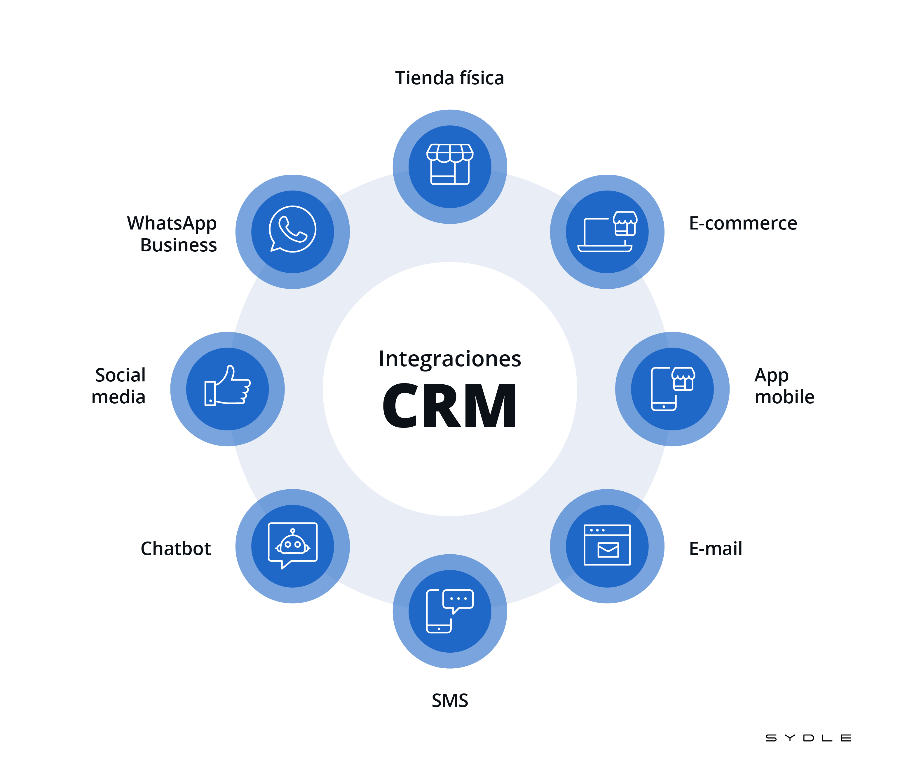 Tienda física
E-commerce
App
mobile
E-mail
SMS
Chatbot
Social
media
WhatsApp
Business
Integraciones
CRM
SYDLE